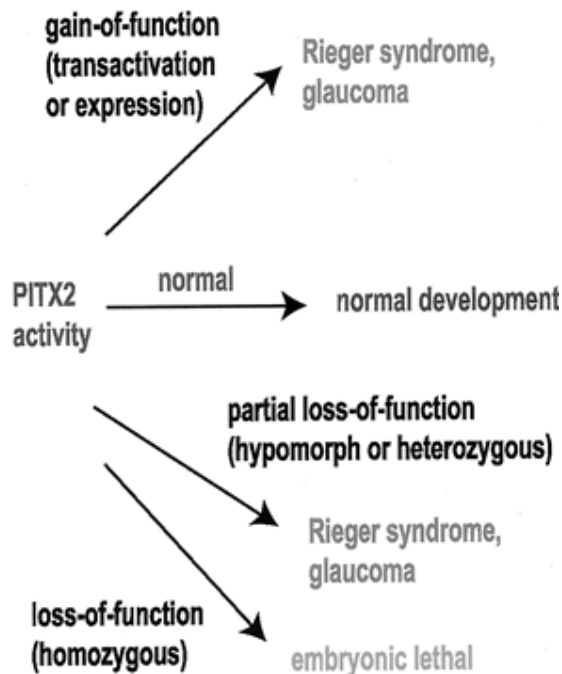 gain-of-function
(transactivation
or expression)
Rieger syndrome,
glaucoma
PITX2
activity
normal
normal development
partial loss-of-function
(hypomorph or heterozygous)
Rieger syndrome,
glaucoma
loss-of-function
(homozygous)
embryonic lethal